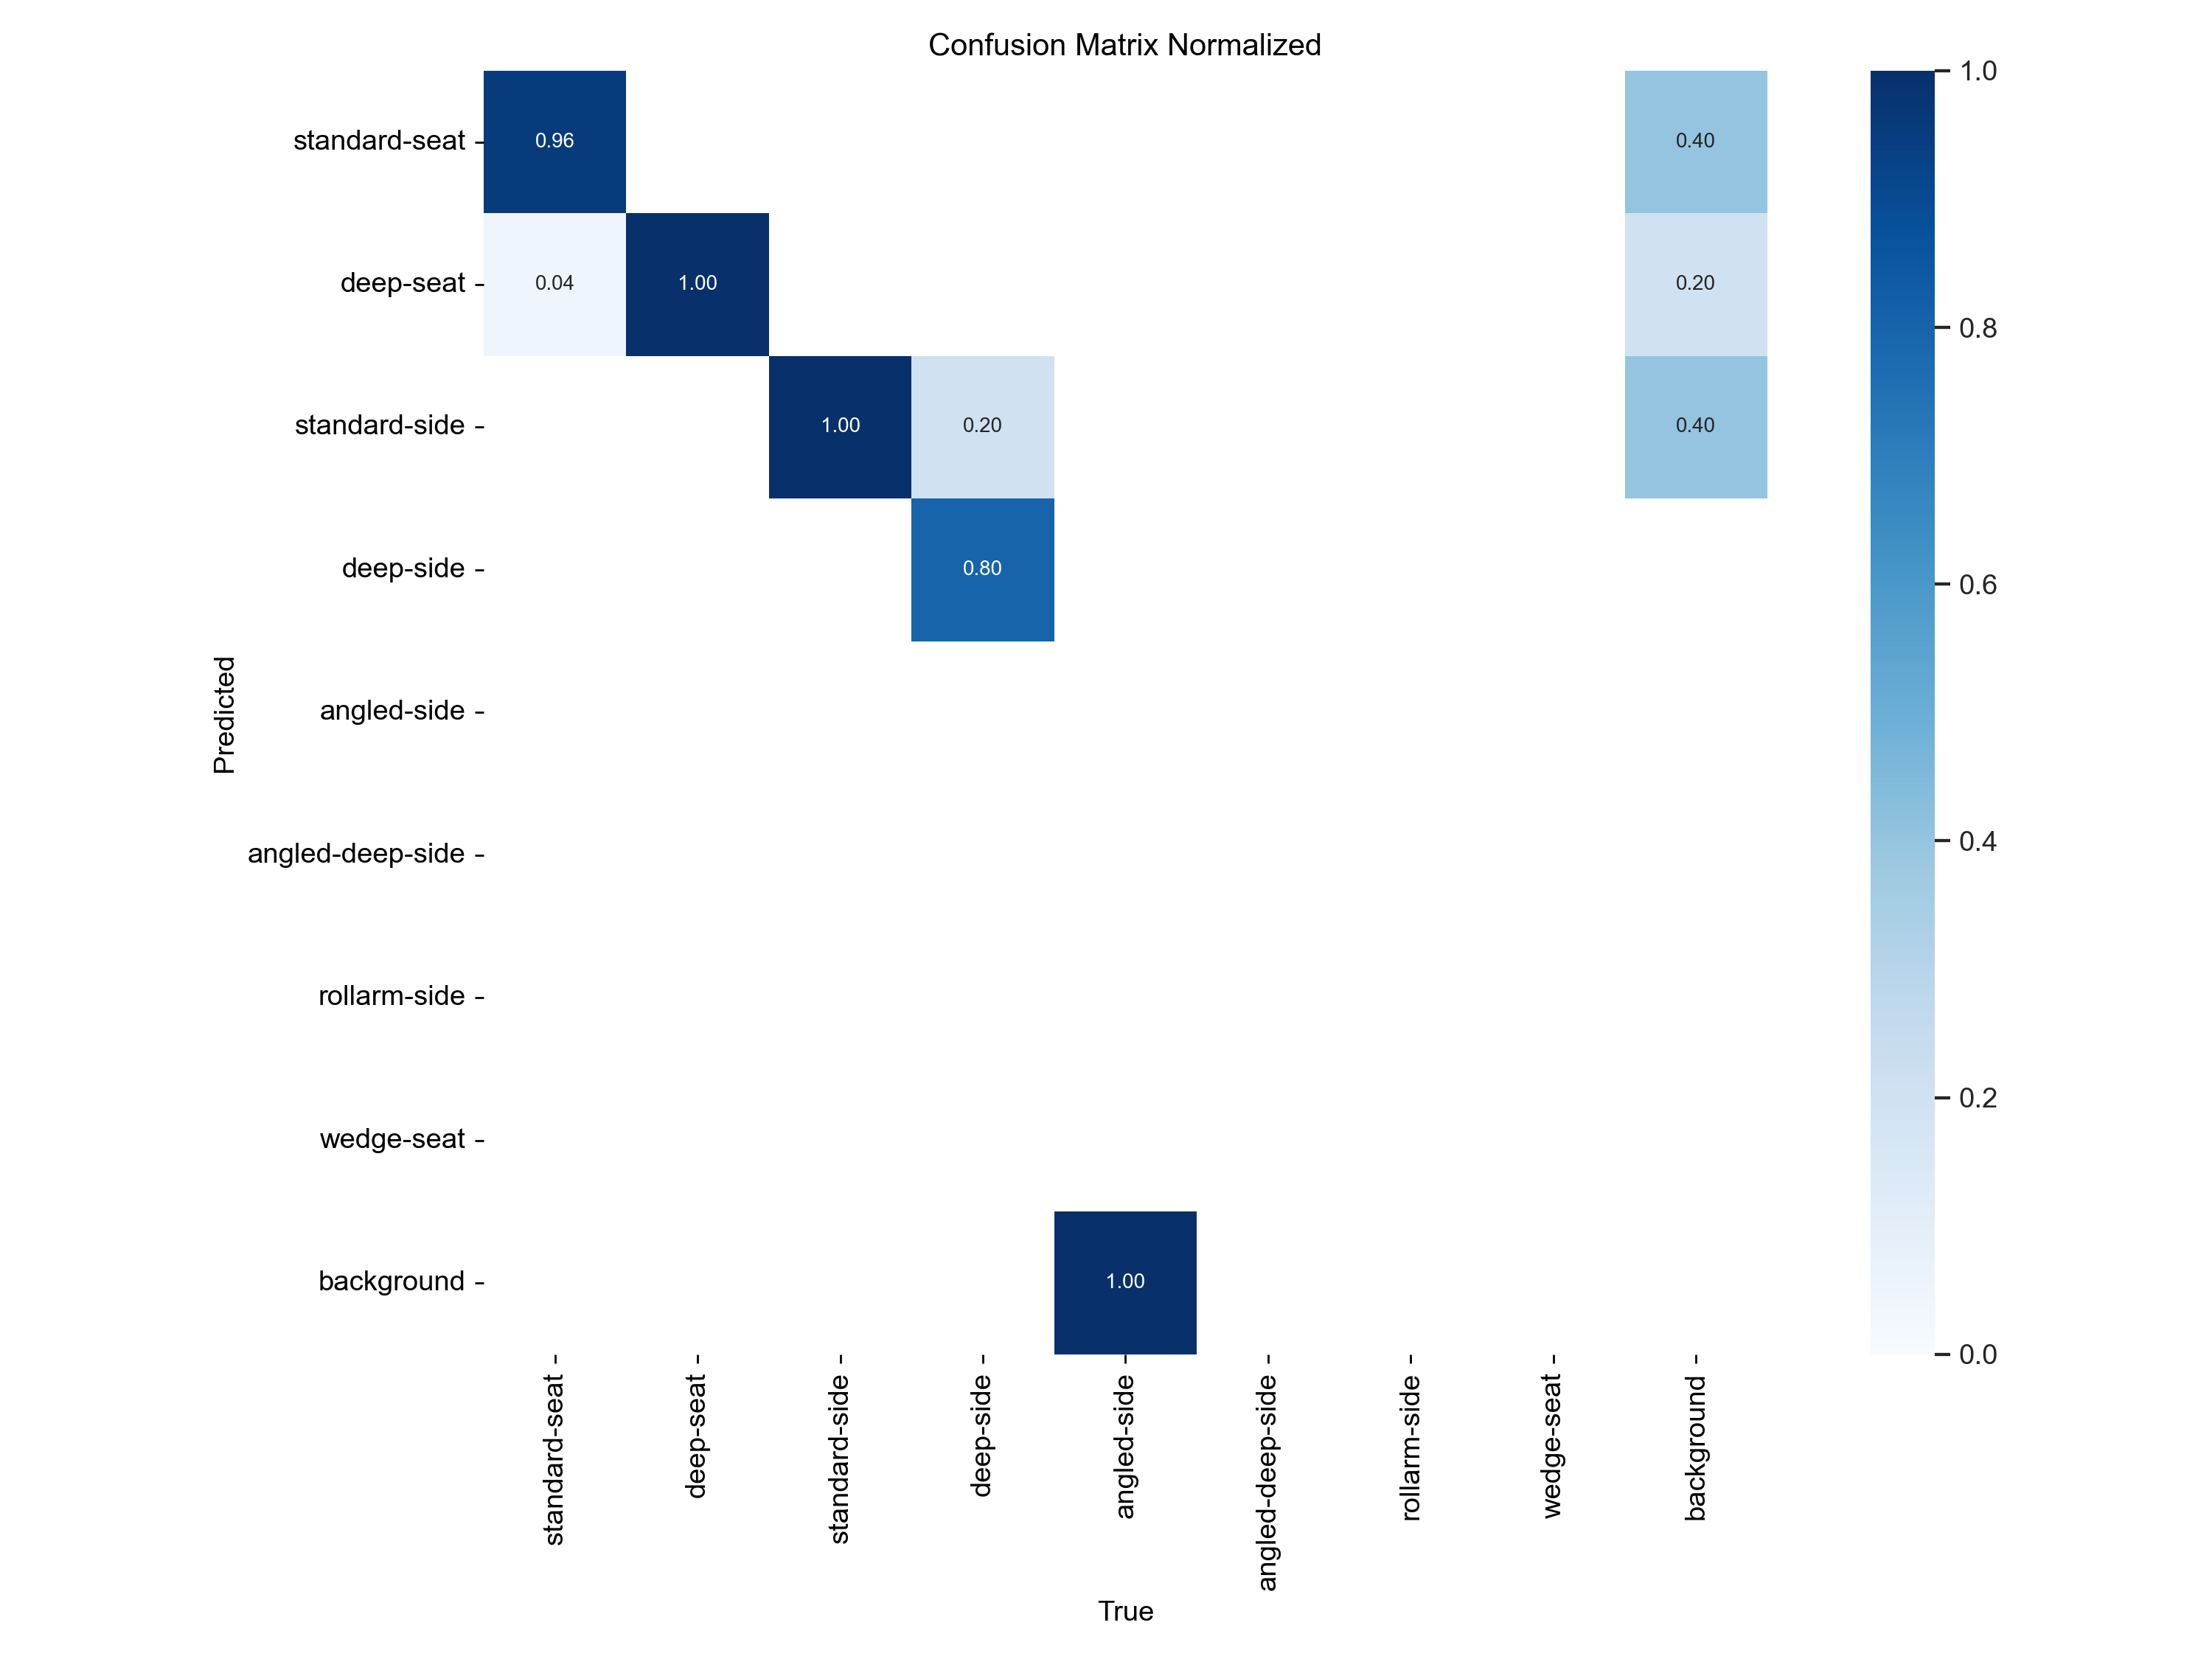 Confusion Matrix Normalized
standard-seat
0.96
0.40
1.0
deep-seat
0.04
1.00
0.20
0.8
standard-side
1.00
0.20
0.40
deep-side
0.80
0.6
Predicted
angled-side
angled-deep-side
0.4
rollarm-side
wedge-seat
0.2
background
1.00
0.0
standard-seat
deep-seat
standard-side
deep-side
angled-side
angled-deep-side
rollarm-side
wedge-seat
background
True